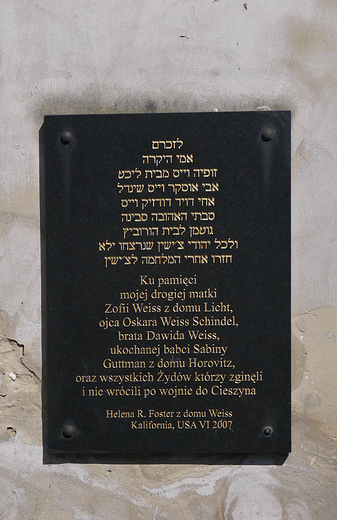 לזכרם
אמי היקרה
זופיה וייס מבית ליכט
אבי אוסקר וייס שינדל
אחי דויד דודזיק וייס
סבתי האהובה סבינה
גוטמן לבית הורוביץ
ולכל יהודי צ׳ישין שנרצחו ולא
חזרו אחרי המלחמה לצ׳ישין
Ku pamięci
mojej drogiej matki
Zofii Weiss z domu Licht,
ojca Oskara Weiss Schindel,
brata Dawida Weiss,
ukochanej babci Sabiny
Guttman z domu Horovitz,
oraz wszystkich Żydów którzy zginęli
i nie wrócili po wojnie do Cieszyna
Helena R. Foster z domu Weiss
Kalifornia, USA VI 2007